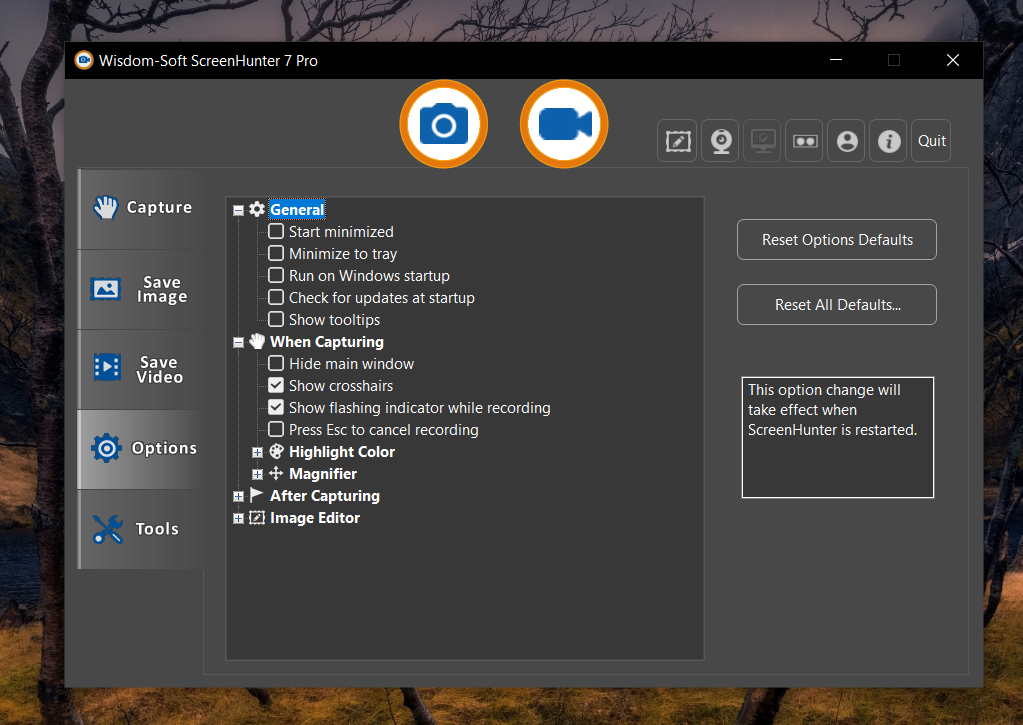 Wisdom-Soft ScreenHunter 7 Pro
Quit
Capture
Save
Image
Save
Video
Options
Tools
General
Start minimized
Minimize to tray
Run on Windows startup
Check for updates at startup
Show tooltips
When Capturing
Hide main window
Show crosshairs
Show flashing indicator while recording
Press Esc to cancel recording
Highlight Color
Magnifier
After Capturing
Image Editor
Reset Options Defaults
Reset All Defaults...
This option change will
take effect when
ScreenHunter is restarted.